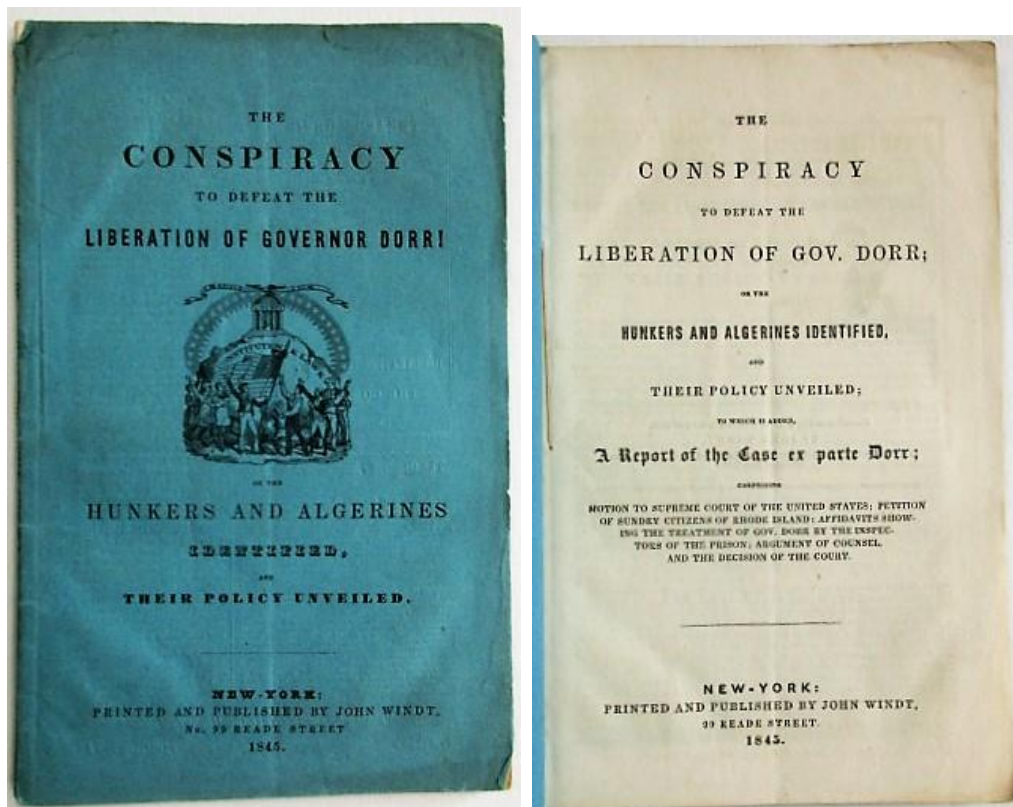 THE
CONSPIRACY
TO DEFEAT THE
LIBERATION OF GOVERNOR DORR!
CONSTITUTION & LAWS
OR THE
HUNKERS AND ALGERINES
IDENTIFIED,
AND
THEIR POLICY UNVEILED.
NEW-YORK:
PRINTED AND PUBLISHED BY JOHN WINDT,
No. 99 READE STREET
1845.
THE
CONSPIRACY
TO DEFEAT THE
LIBERATION OF GOV. DORR;
OR THE
HUNKERS AND ALGERINES IDENTIFIED,
AND
THEIR POLICY UNVEILED;
TO WHICH IS ADDED,
A Report of the Case ex parte Dorr;
COMPRISING
MOTION TO SUPREME COURT OF THE UNITED STATES; PETITION
OF SUNDRY CITIZENS OF RHODE ISLAND; AFFIDAVITS SHOW-
ING THE TREATMENT OF GOV. DORR BY THE INSPEC-
TORS OF THE PRISON; ARGUMENT OF COUNSEL,
AND THE DECISION OF THE COURT.
NEW-YORK:
PRINTED AND PUBLISHED BY JOHN WINDT,
99 READE STREET.
1845.